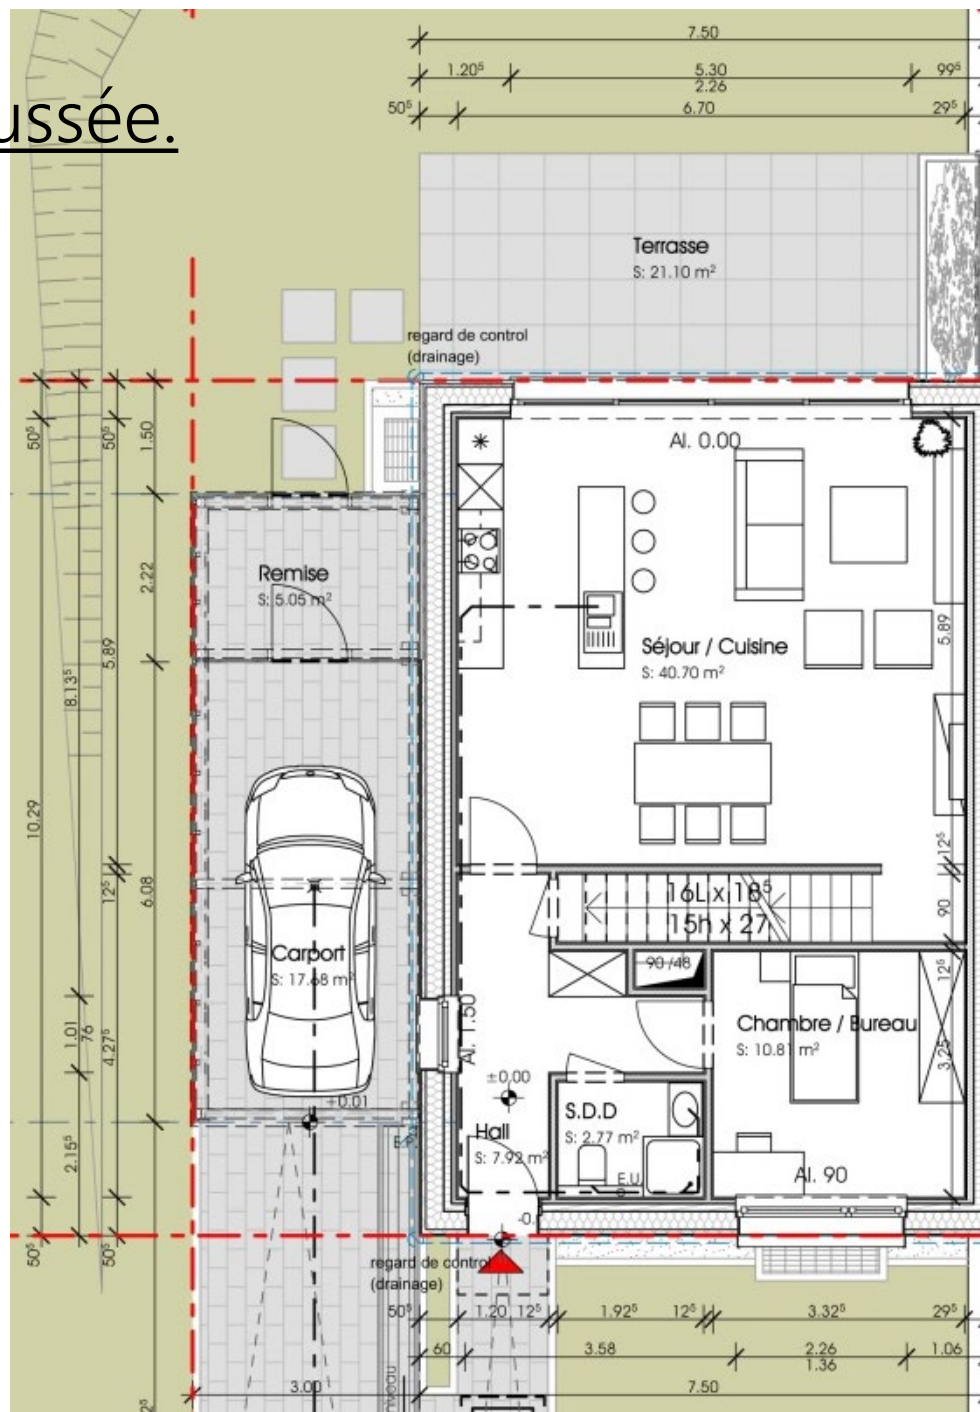 ussée.
7.50
1.20⁵ 5.30 99⁵
2.26
50⁵ 6.70 29⁵
Terrasse
S: 21.10 m²
regard de control
(drainage)
50⁵ 50⁵ 1.50
Al. 0.00
2.22
Remise
S: 5.05 m²
5.89
5.89
Séjour / Cuisine
S: 40.70 m²
8.13⁵
10.29
12⁵
12⁵
6.08
16L x 18⁵
15h x 27
90
Carport
S: 17.68 m²
90 /48
12⁵
Chambre / Bureau
S: 10.81 m²
1.01
76
4.27⁵
Al. 1.50
3.25⁵
±0.00
+0.01
S.D.D
S: 2.77 m²
Hall
S: 7.92 m²
E.U.
Al. 90
2.15⁵
-0.
50⁵ 50⁵
regard de control
(drainage)
50⁵ 1.20 12⁵ 1.92⁵ 12⁵ 3.32⁵ 29⁵
60 3.58 2.26 1.06
1.36
3.00 7.50
niveau